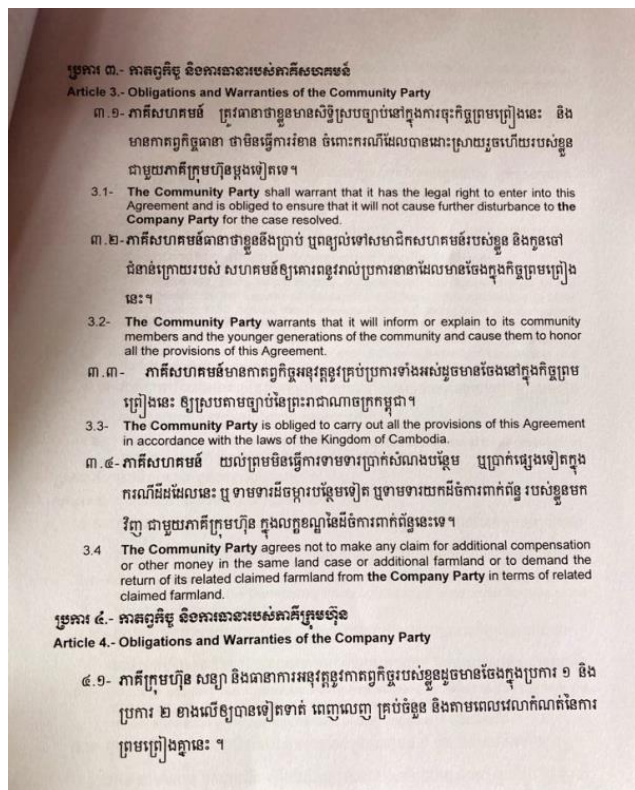 ប្រការ ៣.- កាតព្វកិច្ច និងការធានារបស់ភាគីសហគមន៍
Article 3.- Obligations and Warranties of the Community Party
៣.១- ភាគីសហគមន៍ ត្រូវធានាថាខ្លួនមានសិទ្ធិស្របច្បាប់នៅក្នុងការចុះកិច្ចព្រមព្រៀងនេះ និង
មានកាតព្វកិច្ចធានា ថាមិនធ្វើការរំខាន ចំពោះករណីដែលបានដោះស្រាយរួចហើយរបស់ខ្លួន
ជាមួយភាគីក្រុមហ៊ុនម្តងទៀតទេ។
3.1- The Community Party shall warrant that it has the legal right to enter into this
Agreement and is obliged to ensure that it will not cause further disturbance to the
Company Party for the case resolved.
៣.២-ភាគីសហគមន៍ធានាថាខ្លួននឹងប្រាប់ ឬពន្យល់ទៅសមាជិកសហគមន៍របស់ខ្លួន និងកូនចៅ
ជំនាន់ក្រោយរបស់ សហគមន៍ឲ្យគោរពនូវរាល់ប្រការនានាដែលមានចែងក្នុងកិច្ចព្រមព្រៀង
នេះ។
3.2- The Community Party warrants that it will inform or explain to its community
members and the younger generations of the community and cause them to honor
all the provisions of this Agreement.
៣.៣- ភាគីសហគមន៍មានកាតព្វកិច្ចអនុវត្តនូវគ្រប់ប្រការទាំងអស់ដូចមានចែងនៅក្នុងកិច្ចព្រម
ព្រៀងនេះ ឲ្យស្របតាមច្បាប់នៃព្រះរាជាណាចក្រកម្ពុជា។
3.3- The Community Party is obliged to carry out all the provisions of this Agreement
in accordance with the laws of the Kingdom of Cambodia.
៣.៤-ភាគីសហគមន៍ យល់ព្រមមិនធ្វើការទាមទារប្រាក់សំណងបន្ថែម ឬប្រាក់ផ្សេងទៀតក្នុង
ករណីដីដដែលនេះ ឬ ទាមទារដីចម្ការបន្ថែមទៀត ឬទាមទារយកដីចំការពាក់ព័ន្ធ របស់ខ្លួនមក
វិញ ជាមួយភាគីក្រុមហ៊ុន ក្នុងលក្ខខណ្ឌនៃដីចំការពាក់ព័ន្ធនេះទេ។
3.4 The Community Party agrees not to make any claim for additional compensation
or other money in the same land case or additional farmland or to demand the
return of its related claimed farmland from the Company Party in terms of related
claimed farmland.
ប្រការ ៤.- កាតព្វកិច្ច និងការធានារបស់ភាគីក្រុមហ៊ុន
Article 4.- Obligations and Warranties of the Company Party
៤.១- ភាគីក្រុមហ៊ុន សន្យា និងធានាការអនុវត្តនូវកាតព្វកិច្ចរបស់ខ្លួនដូចមានចែងក្នុងប្រការ ១ និង
ប្រការ ២ ខាងលើឲ្យបានទៀតទាត់ ពេញលេញ គ្រប់ចំនួន និងតាមពេលវេលាកំណត់នៃការ
ព្រមព្រៀងគ្នានេះ ។